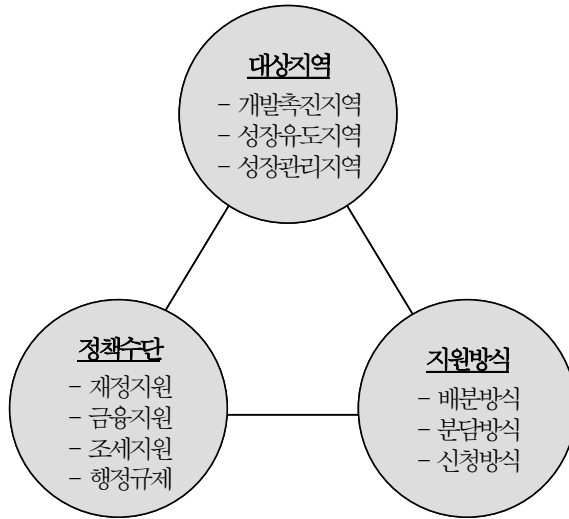 대상지역
- 개발촉진지역
- 성장유도지역
- 성장관리지역
정책수단
- 재정지원
- 금융지원
- 조세지원
- 행정규제
지원방식
- 배분방식
- 분담방식
- 신청방식